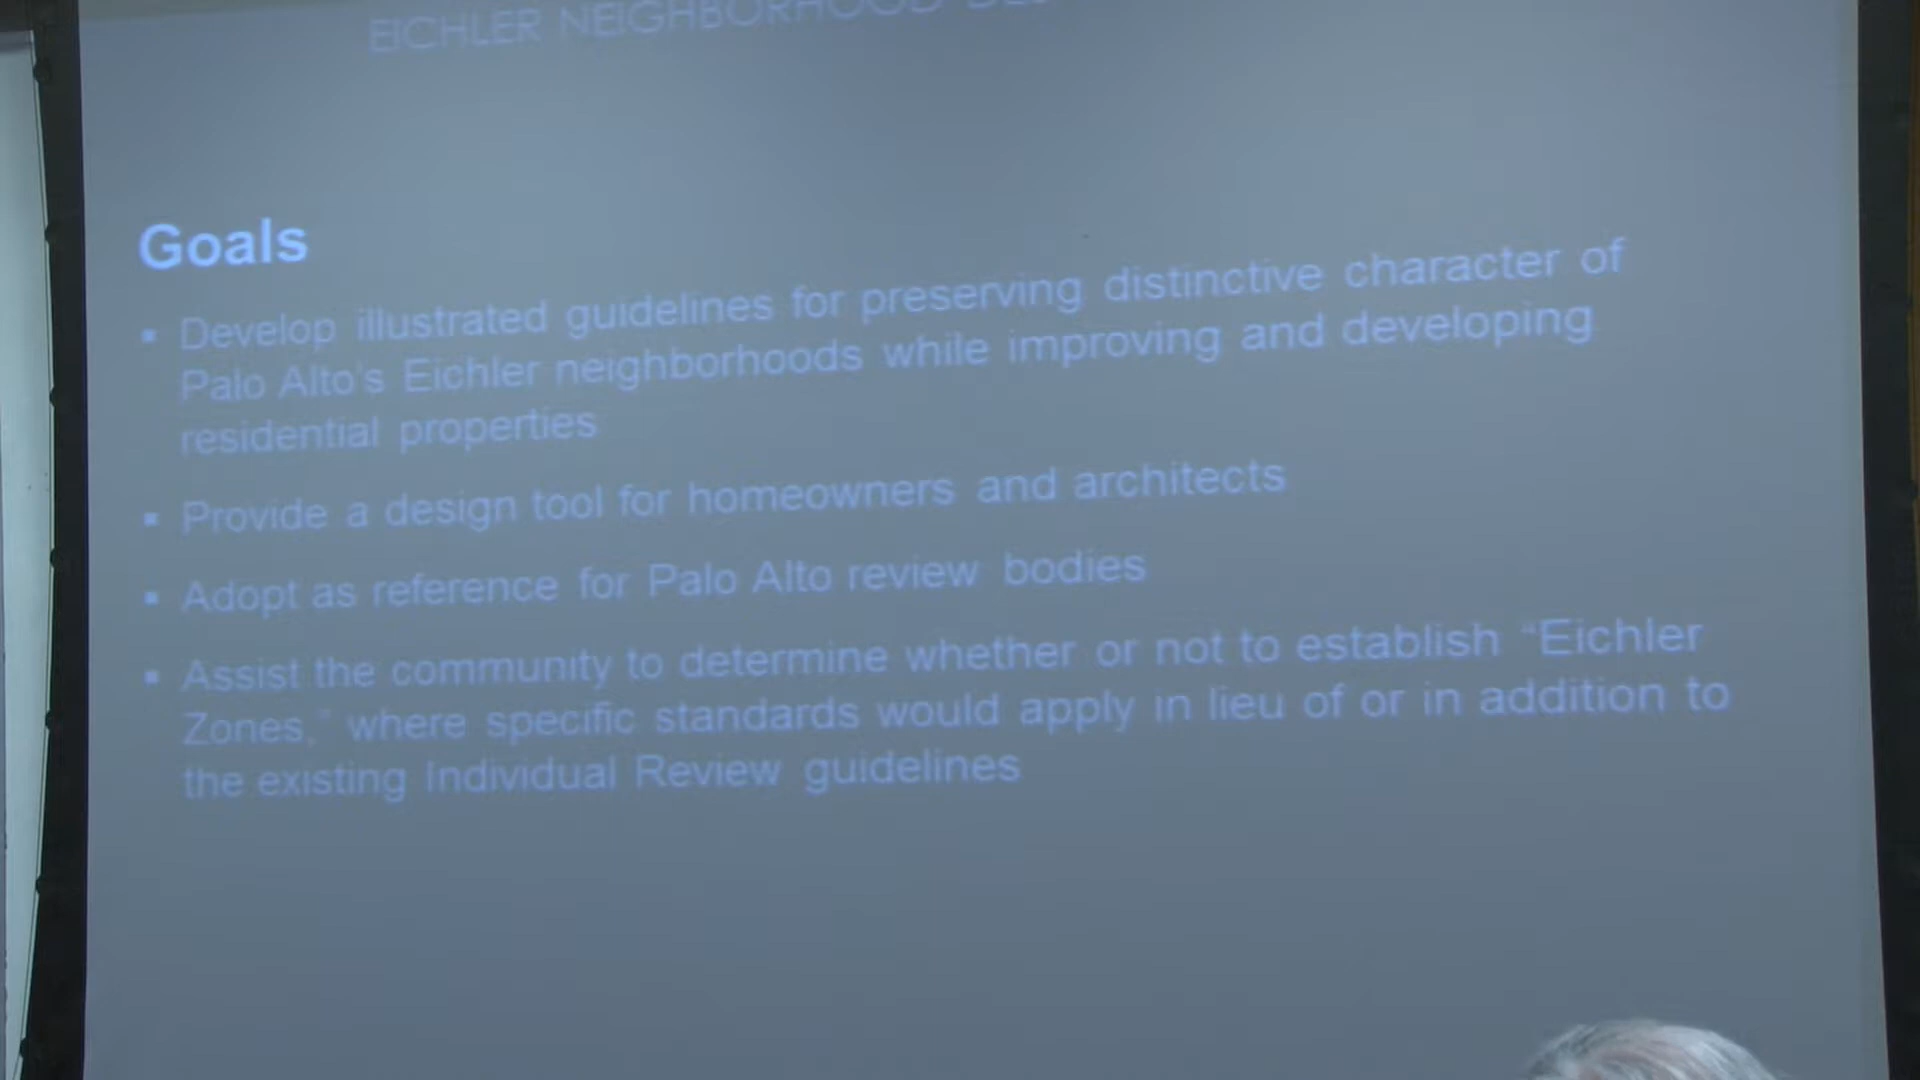 EICHLER NEIGHBORHOOD
Goals
▪ Develop illustrated guidelines for preserving distinctive character of
Palo Alto's Eichler neighborhoods while improving and developing
residential properties
▪ Provide a design tool for homeowners and architects
▪ Adopt as reference for Palo Alto review bodies
▪ Assist the community to determine whether or not to establish “Eichler
Zones,” where specific standards would apply in lieu of or in addition to
the existing Individual Review guidelines